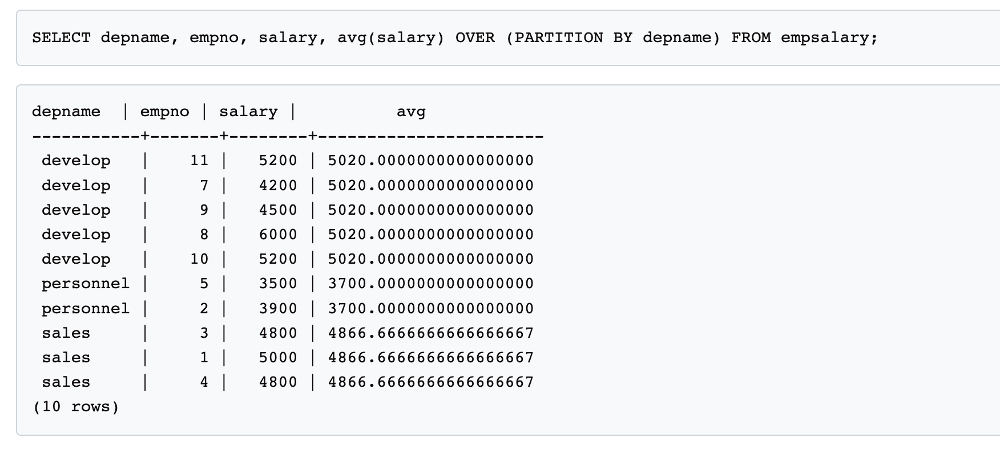 SELECT depname, empno, salary, avg(salary) OVER (PARTITION BY depname) FROM empsalary;
depname  | empno | salary |          avg
-----------+-------+--------+-----------------------
 develop   |    11 |   5200 | 5020.0000000000000000
 develop   |     7 |   4200 | 5020.0000000000000000
 develop   |     9 |   4500 | 5020.0000000000000000
 develop   |     8 |   6000 | 5020.0000000000000000
 develop   |    10 |   5200 | 5020.0000000000000000
 personnel |     5 |   3500 | 3700.0000000000000000
 personnel |     2 |   3900 | 3700.0000000000000000
 sales     |     3 |   4800 | 4866.6666666666666667
 sales     |     1 |   5000 | 4866.6666666666666667
 sales     |     4 |   4800 | 4866.6666666666666667
(10 rows)